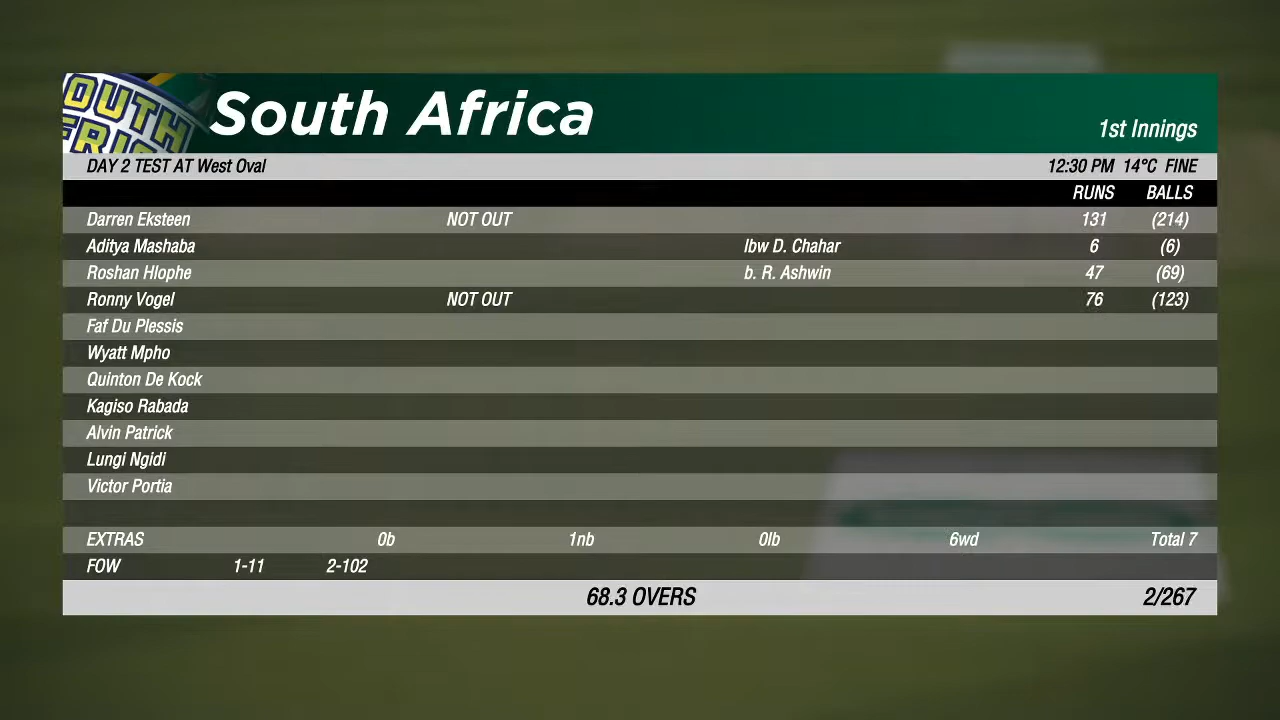 OUTH
FRIC
South Africa
1st Innings
DAY 2 TEST AT West Oval 12:30 PM 14°C FINE
RUNS BALLS
Darren Eksteen NOT OUT 131 (214)
Aditya Mashaba lbw D. Chahar 6 (6)
Roshan Hlophe b. R. Ashwin 47 (69)
Ronny Vogel NOT OUT 76 (123)
Faf Du Plessis
Wyatt Mpho
Quinton De Kock
Kagiso Rabada
Alvin Patrick
Lungi Ngidi
Victor Portia
EXTRAS 0b 1nb 0lb 6wd Total 7
FOW 1-11 2-102
68.3 OVERS 2/267